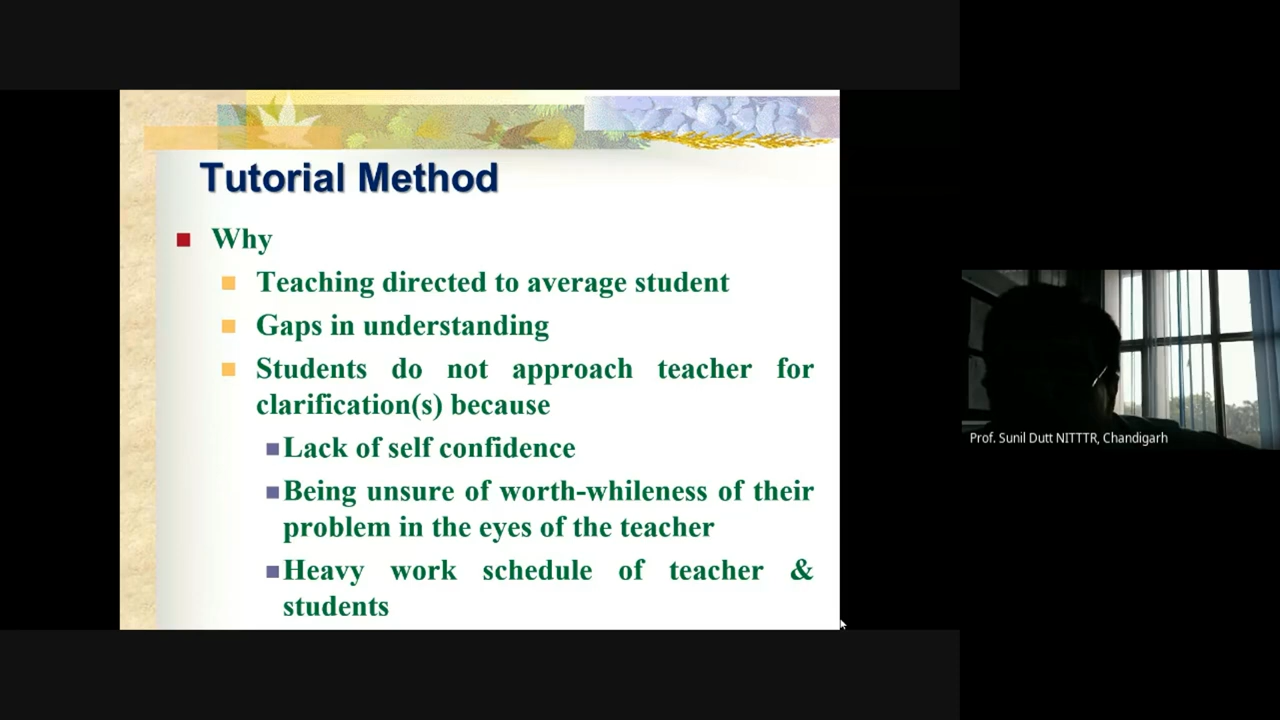 Tutorial Method
Why
Teaching directed to average student
Gaps in understanding
Students do not approach teacher for
clarification(s) because
Lack of self confidence
Being unsure of worth-whileness of their
problem in the eyes of the teacher
Heavy work schedule of teacher &
students
Prof. Sunil Dutt NITTTR, Chandigarh